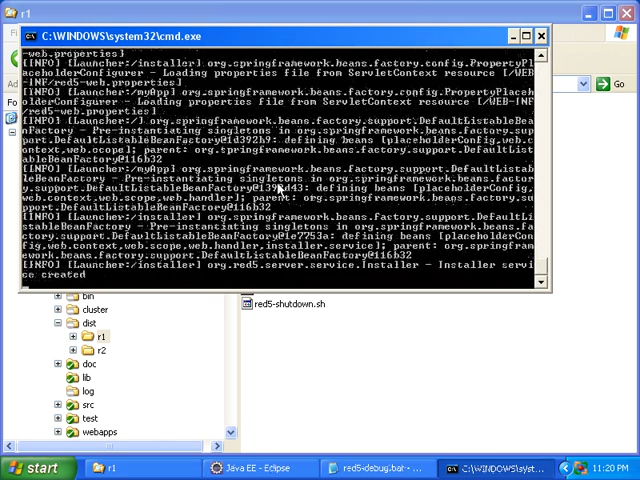 r1
C:\WINDOWS\system32\cmd.exe
-web.properties]
[INFO] [Launcher:/installer] org.springframework.beans.factory.config.PropertyPl
aceholderConfigurer - Loading properties file from ServletContext resource [/WEB
-INF/red5-web.properties]
[INFO] [Launcher:/myApp] org.springframework.beans.factory.config.PropertyPlaceh
olderConfigurer - Loading properties file from ServletContext resource [/WEB-INF
/red5-web.properties]
[INFO] [Launcher:/] org.springframework.beans.factory.support.DefaultListableBea
nFactory - Pre-instantiating singletons in org.springframework.beans.factory.sup
port.DefaultListableBeanFactory@1d392b9: defining beans [placeholderConfig,web.c
ontext,web.scope]; parent: org.springframework.beans.factory.support.DefaultList
ableBeanFactory@116b32
[INFO] [Launcher:/myApp] org.springframework.beans.factory.support.DefaultListab
leBeanFactory - Pre-instantiating singletons in org.springframework.beans.factor
y.support.DefaultListableBeanFactory defining beans [placeholderConfig,
web.context,web.scope,web.handler]; parent: org.springframework.beans.factory.su
pport.DefaultListableBeanFactory@116b32
[INFO] [Launcher:/installer] org.springframework.beans.factory.support.DefaultLi
stableBeanFactory - Pre-instantiating singletons in org.springframework.beans.fa
ctory.support.DefaultListableBeanFactory@1e7753a: defining beans [placeholderCon
fig,web.context,web.scope,web.handler,installer.service]; parent: org.springfram
ework.beans.factory.support.DefaultListableBeanFactory@116b32
[INFO] [Launcher:/installer] org.red5.server.service.Installer - Installer servi
ce created
Go
Fo
bin
cluster
dist
r1
r2
doc
lib
log
src
test
webapps
red5-shutdown.sh
start
r1
Java EE - Eclipse
red5-debug.bat - ...
C:\WINDOWS\syst...
11:20 PM